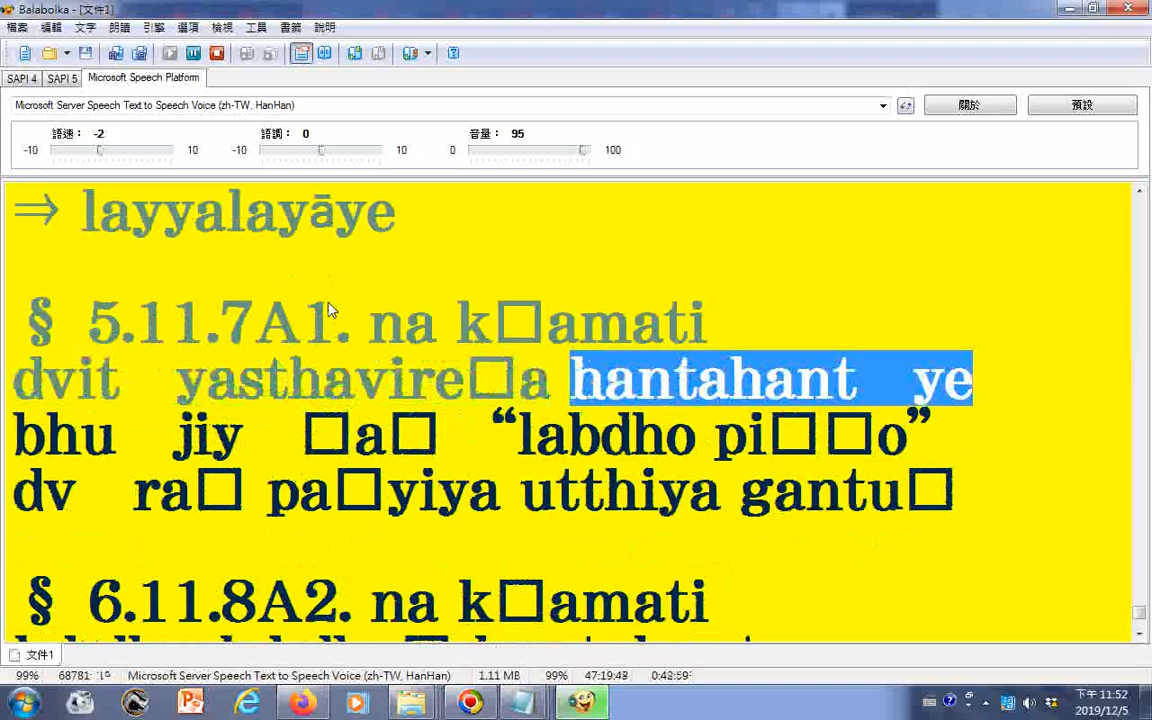 Balabolka - [文件1]
檔案 編輯 文字 朗讀 引擎 選項 檢視 工具 書籤 說明
SAPI 4 SAPI 5 Microsoft Speech Platform
Microsoft Server Speech Text to Speech Voice (zh-TW, HanHan) 關於 預設
語速： -2 語調： 0 音量： 95
-10 10 -10 10 0 100
⇒ layyalayāye
§ 5.11.7A1. na k□amati
dvit yasthavire□a hantahant ye
bhu jiy □a□ “labdho pi□□o”
dv ra□ pa□yiya utthiya gantu□
§ 6.11.8A2. na k□amati
文件1
99% 68781 Microsoft Server Speech Text to Speech Voice (zh-TW, HanHan) 1.11 MB 99% 47:19:43 0:42:59
下午 11:52
2019/12/5